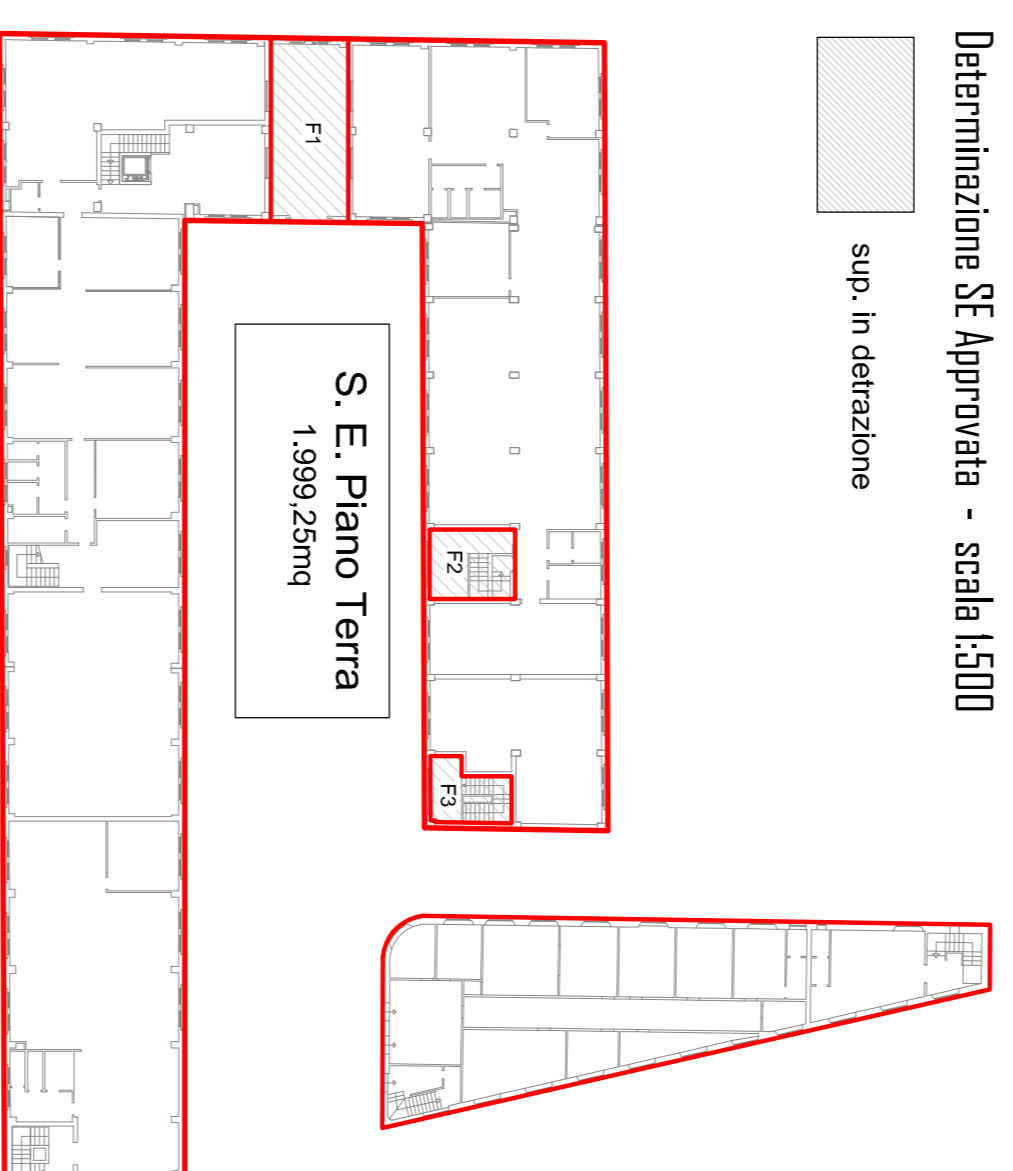 Determinazione SE Approvata - scala 1:500
sup. in detrazione
S. E. Piano Terra
1.999,25mq
F1
F2
F3